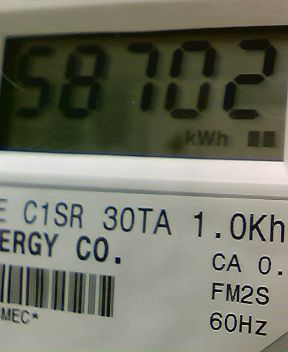 58702
kWh
E C1SR 30TA 1.0Kh
ERGY CO.
CA 0.
FM2S
MEC*
60Hz